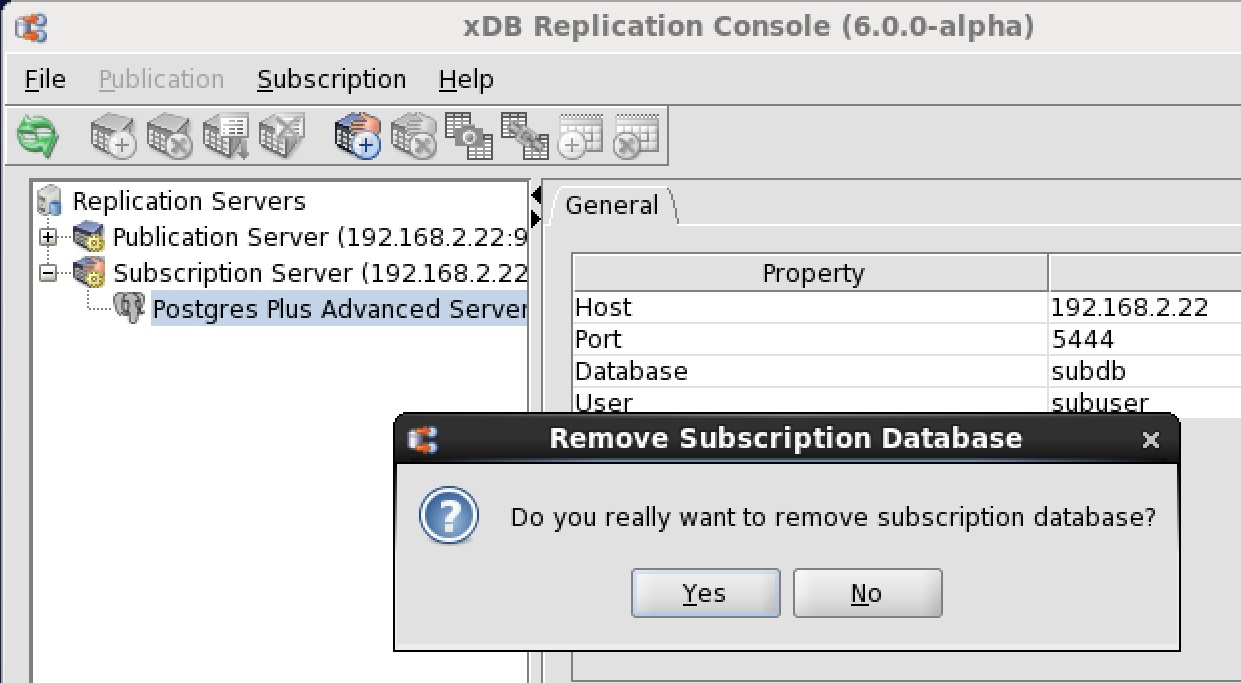 xDB Replication Console (6.0.0-alpha)
File Publication Subscription Help
Replication Servers
Publication Server (192.168.2.22:9
Subscription Server (192.168.2.22
Postgres Plus Advanced Server
General
Property
Host 192.168.2.22
Port 5444
Database subdb
User subuser
Remove Subscription Database
Do you really want to remove subscription database?
Yes No